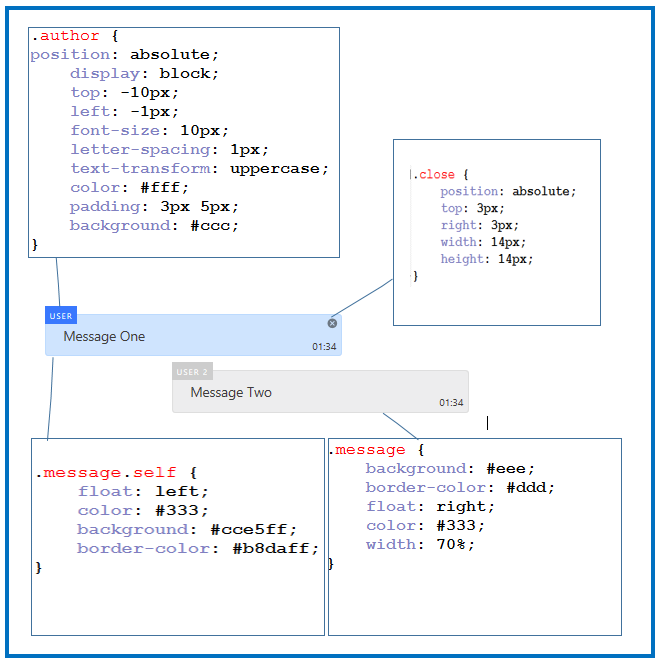 .author {
position: absolute;
display: block;
top: -10px;
left: -1px;
font-size: 10px;
letter-spacing: 1px;
text-transform: uppercase;
color: #fff;
padding: 3px 5px;
background: #ccc;
}
.close {
position: absolute;
top: 3px;
right: 3px;
width: 14px;
height: 14px;
}
USER
Message One
01:34
USER 2
Message Two
01:34
.message.self {
float: left;
color: #333;
background: #cce5ff;
border-color: #b8daff;
}
.message {
background: #eee;
border-color: #ddd;
float: right;
color: #333;
width: 70%;
}